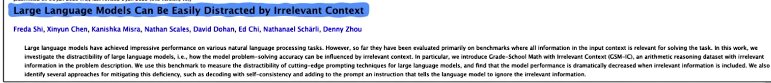 Large Language Models Can Be Easily Distracted by Irrelevant Context
Freda Shi, Xinyun Chen, Kanishka Misra, Nathan Scales, David Dohan, Ed Chi, Nathanael Schärli, Denny Zhou
Large language models have achieved impressive performance on various natural language processing tasks. However, so far they have been evaluated primarily on benchmarks where all information in the input context is relevant for solving the task. In this work, we
investigate the distractibility of large language models, i.e., how the model problem-solving accuracy can be influenced by irrelevant context. In particular, we introduce Grade-School Math with Irrelevant Context (GSM-IC), an arithmetic reasoning dataset with irrelevant
information in the problem description. We use this benchmark to measure the distractibility of cutting-edge prompting techniques for large language models, and find that the model performance is dramatically decreased when irrelevant information is included. We also
identify several approaches for mitigating this deficiency, such as decoding with self-consistency and adding to the prompt an instruction that tells the language model to ignore the irrelevant information.